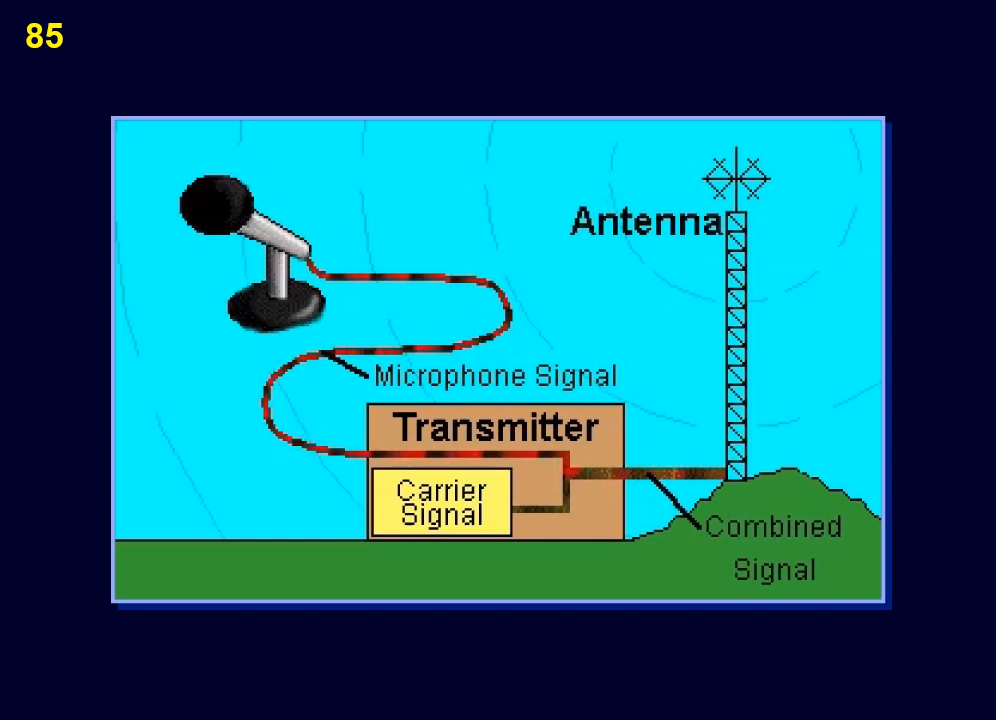 85
Antenna
Microphone Signal
Transmitter
Carrier
Signal
Combined
Signal